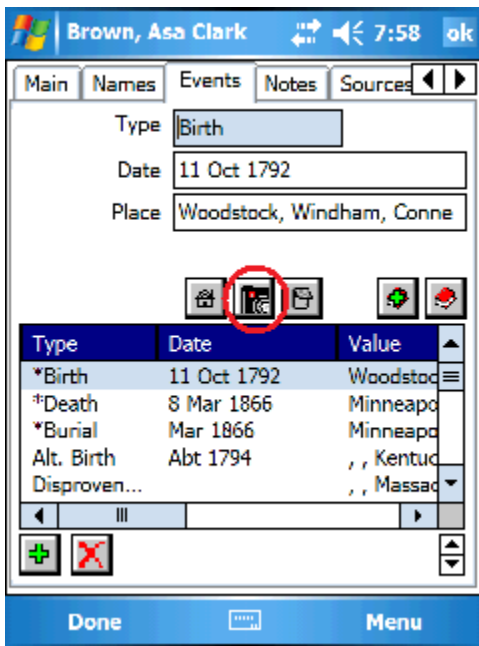 Brown, Asa Clark 7:58 ok
Main Names Events Notes Sources
Type Birth
Date 11 Oct 1792
Place Woodstock, Windham, Conne
Type Date Value
*Birth 11 Oct 1792 Woodstoc
*Death 8 Mar 1866 Minneapo
*Burial Mar 1866 Minneapo
Alt. Birth Abt 1794 , , Kentuc
Disproven... , , Massac
Done Menu